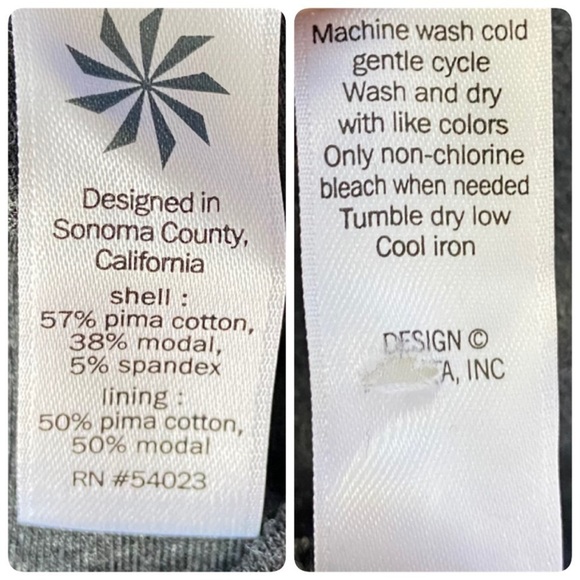 Designed in
Sonoma County,
California
shell :
57% pima cotton,
38% modal,
5% spandex
lining :
50% pima cotton,
50% modal
RN #54023
Machine wash cold
gentle cycle
Wash and dry
with like colors
Only non-chlorine
bleach when needed
Tumble dry low
Cool iron
DESIGN ©
A, INC